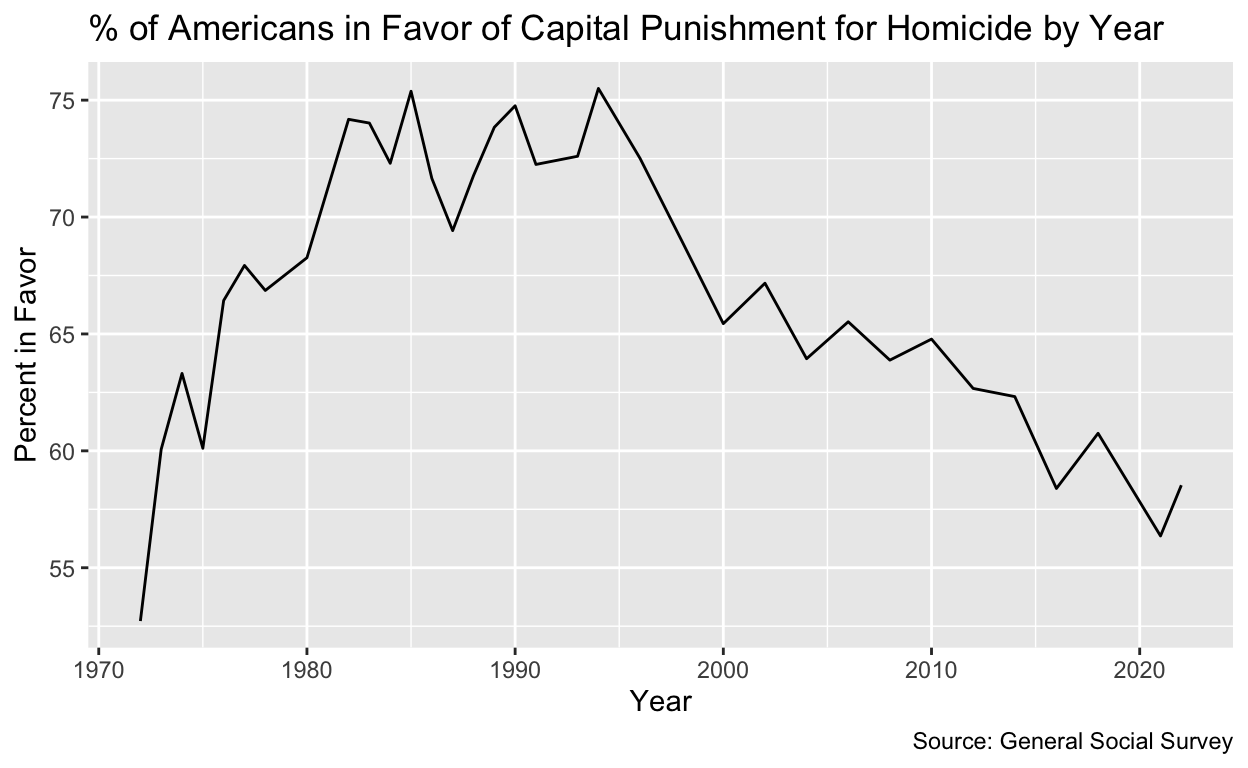 % of Americans in Favor of Capital Punishment for Homicide by Year
75
70
65
60
55
Percent in Favor
1970 1980 1990 2000 2010 2020
Year
Source: General Social Survey